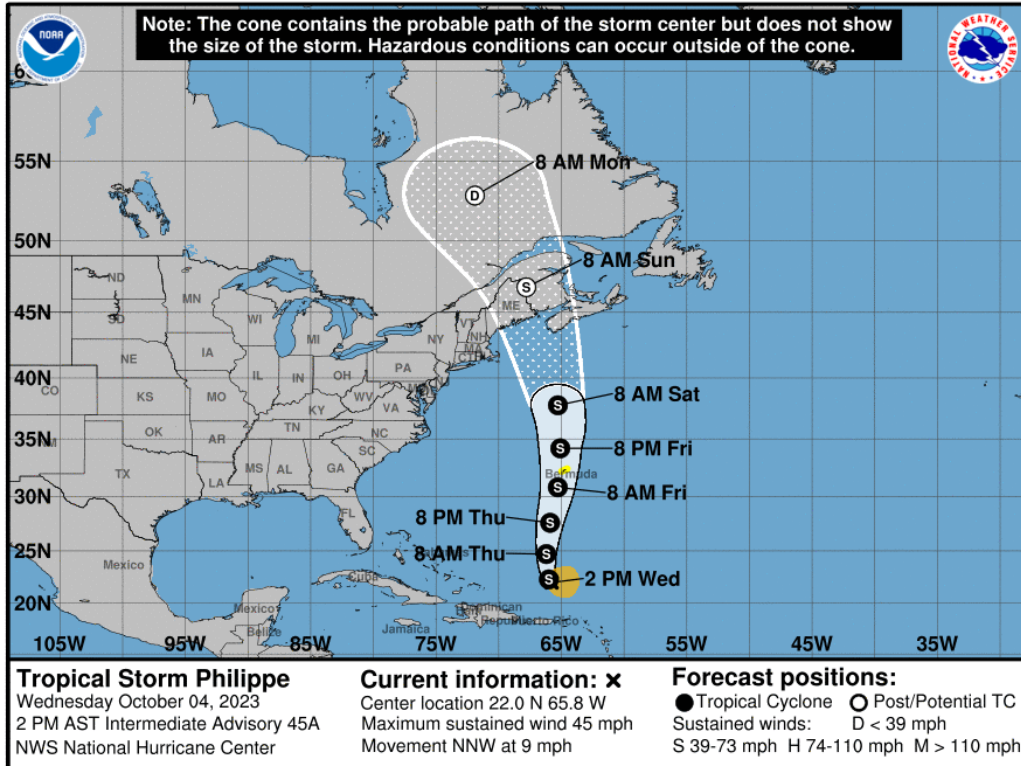 Note: The cone contains the probable path of the storm center but does not show
the size of the storm. Hazardous conditions can occur outside of the cone.
NOAA
NATIONAL WEATHER SERVICE
55N
50N
45N
40N
35N
30N
25N
20N
105W 95W 85W 75W 65W 55W 45W 35W
8 AM Mon
D
8 AM Sun
S
8 AM Sat
S
8 PM Fri
S
Bermuda
8 AM Fri
S
8 PM Thu
S
8 AM Thu
S
2 PM Wed
S
ND
MN
SD
WI
MI
NY
VT
NH
ME
MA
NE
IA
IL
IN
OH
PA
CO
KS
MO
KY
WV
VA
OK
AR
TN
NC
SC
TX
LA
MS
AL
GA
FL
Mexico
Cuba
Mexico
Belize
Jamaica
Dominican
Republic
Puerto Rico
Tropical Storm Philippe
Wednesday October 04, 2023
2 PM AST Intermediate Advisory 45A
NWS National Hurricane Center
Current information: x
Center location 22.0 N 65.8 W
Maximum sustained wind 45 mph
Movement NNW at 9 mph
Forecast positions:
Tropical Cyclone Post/Potential TC
Sustained winds: D < 39 mph
S 39-73 mph H 74-110 mph M > 110 mph